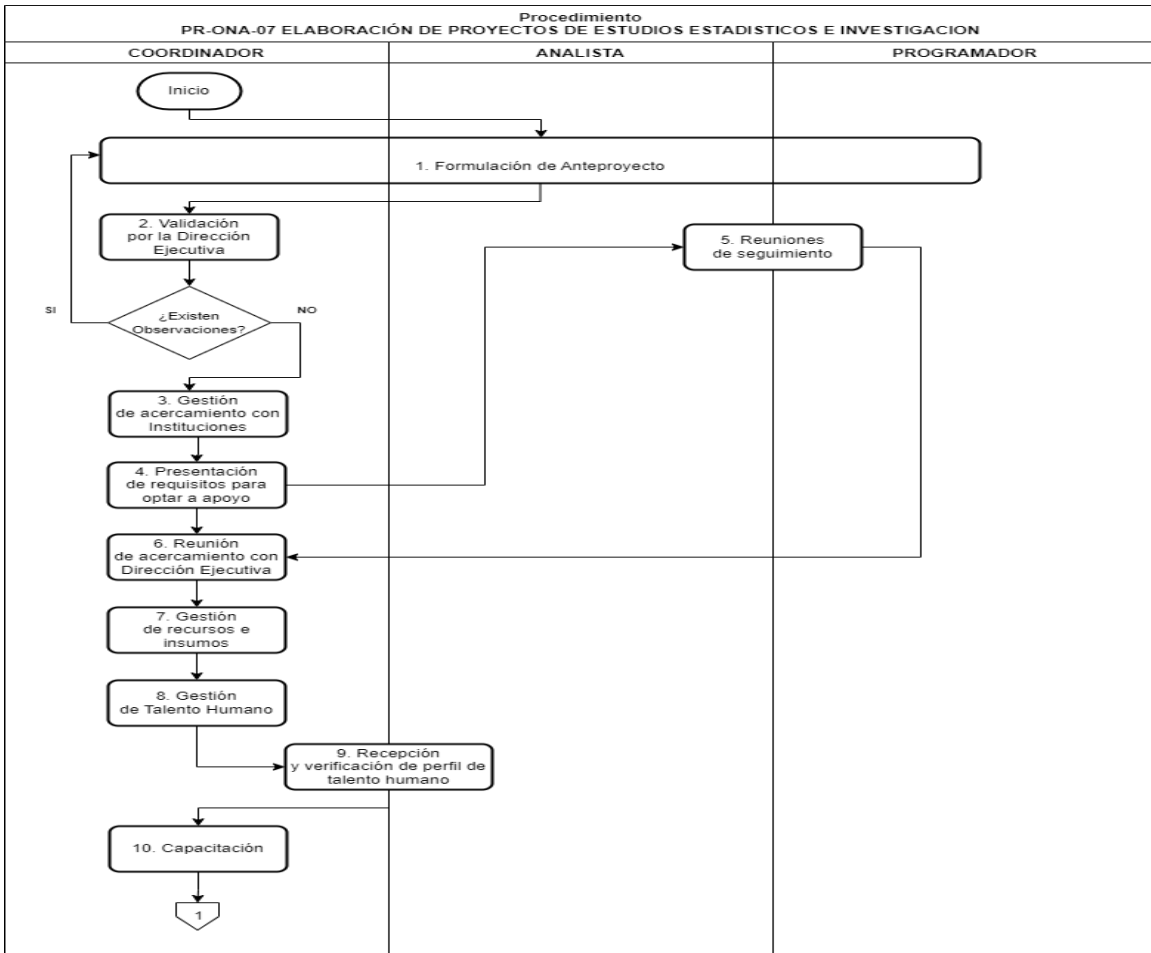 Procedimiento
PR-ONA-07 ELABORACIÓN DE PROYECTOS DE ESTUDIOS ESTADISTICOS E INVESTIGACION
COORDINADOR
ANALISTA
PROGRAMADOR
Inicio
1. Formulación de Anteproyecto
2. Validación
por la Dirección
Ejecutiva
5. Reuniones
de seguimiento
SI
¿Existen
Observaciones?
NO
3. Gestión
de acercamiento con
Instituciones
4. Presentación
de requisitos para
optar a apoyo
6. Reunión
de acercamiento con
Dirección Ejecutiva
7. Gestión
de recursos e
insumos
8. Gestión
de Talento Humano
9. Recepción
y verificación de perfil de
talento humano
10. Capacitación
1